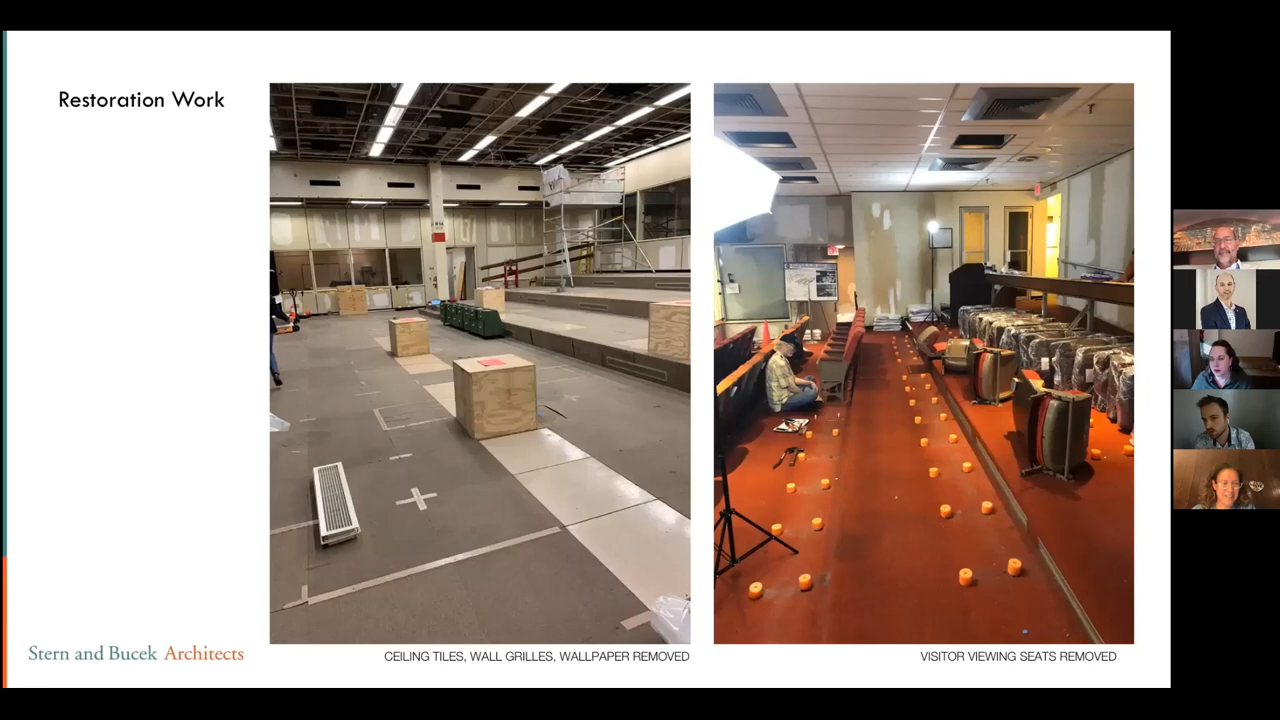 Restoration Work
Stern and Bucek Architects
CEILING TILES, WALL GRILLES, WALLPAPER REMOVED
VISITOR VIEWING SEATS REMOVED